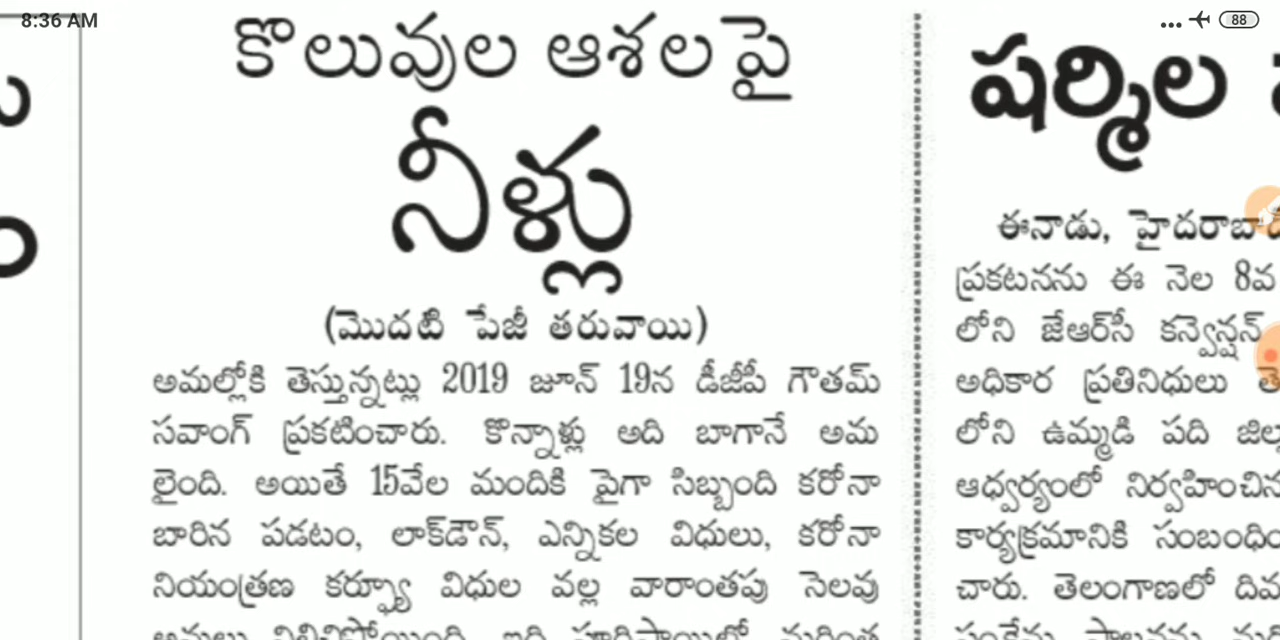 8:36 AM
88
కొలువుల ఆశలపై
నీళ్లు
(మొదటి పేజీ తరువాయి)
అమల్లోకి తెస్తున్నట్లు 2019 జూన్ 19న డీజీపీ గౌతమ్
సవాంగ్ ప్రకటించారు. కొన్నాళ్లు అది బాగానే అమ
లైంది. అయితే 15వేల మందికి పైగా సిబ్బంది కరోనా
బారిన పడటం, లాక్‌డౌన్, ఎన్నికల విధులు, కరోనా
నియంత్రణ కర్ఫ్యూ విధుల వల్ల వారాంతపు సెలవు
షర్మిల
ఈనాడు,
ప్రకటనను ఈ నెల 8వ
లోని జేఆర్‌సీ కన్వెన్షన్
అధికార ప్రతినిధులు
లోని ఉమ్మడి పది
ఆధ్వర్యంలో
కార్యక్రమానికి
చారు. తెలంగాణలో